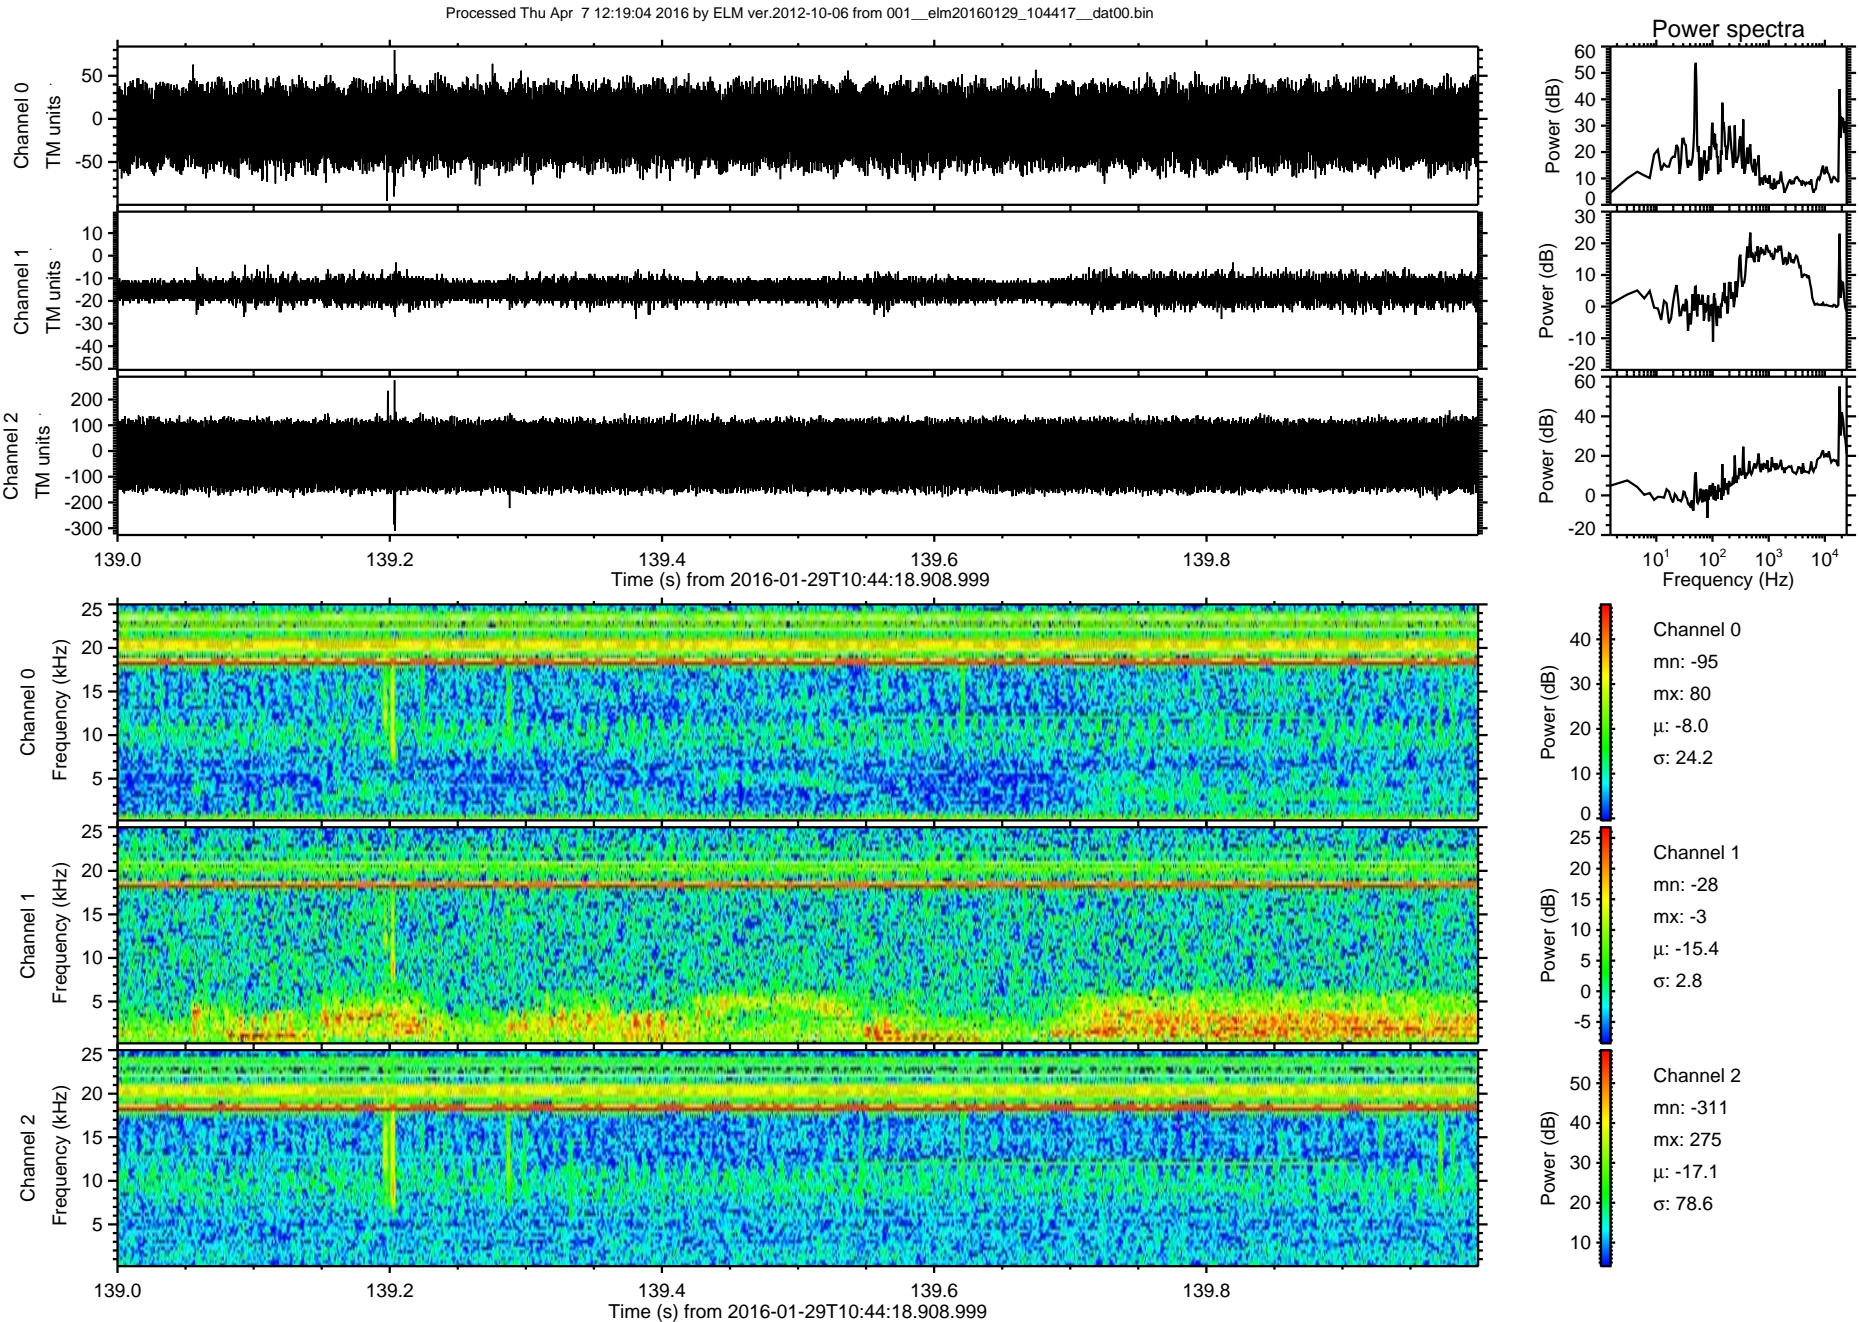 Processed Thu Apr 7 12:19:04 2016 by ELM ver.2012-10-06 from 001__elm20160129_104417__dat00.bin
Power spectra
Channel 0
TM units
50
0
-50
Power (dB)
60
50
40
30
20
10
0
Channel 1
TM units
10
0
-10
-20
-30
-40
-50
Power (dB)
30
20
10
0
-10
-20
Channel 2
TM units
200
100
0
-100
-200
-300
Power (dB)
60
40
20
0
-20
139.0
139.2
139.4
139.6
139.8
Time (s) from 2016-01-29T10:44:18.908.999
10^1
10^2
10^3
10^4
Frequency (Hz)
Channel 0
Frequency (kHz)
25
20
15
10
5
Power (dB)
40
30
20
10
0
Channel 0
mn: -95
mx: 80
μ: -8.0
σ: 24.2
Channel 1
Frequency (kHz)
25
20
15
10
5
Power (dB)
25
20
15
10
5
0
-5
Channel 1
mn: -28
mx: -3
μ: -15.4
σ: 2.8
Channel 2
Frequency (kHz)
25
20
15
10
5
Power (dB)
50
40
30
20
10
Channel 2
mn: -311
mx: 275
μ: -17.1
σ: 78.6
139.0
139.2
139.4
139.6
139.8
Time (s) from 2016-01-29T10:44:18.908.999